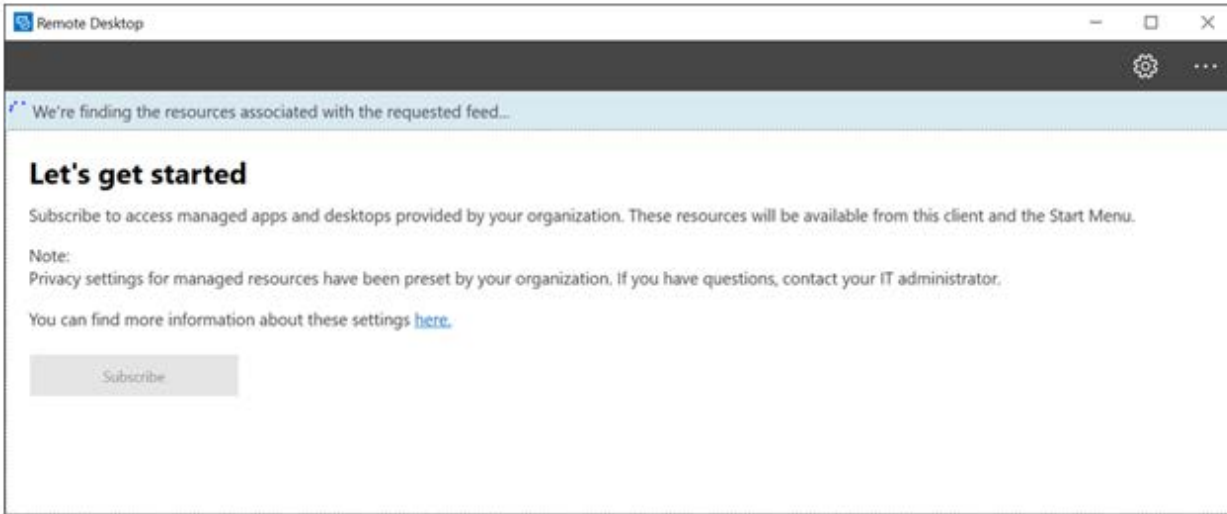 Remote Desktop
We're finding the resources associated with the requested feed...
Let's get started
Subscribe to access managed apps and desktops provided by your organization. These resources will be available from this client and the Start Menu.
Note:
Privacy settings for managed resources have been preset by your organization. If you have questions, contact your IT administrator.
You can find more information about these settings here.
Subscribe